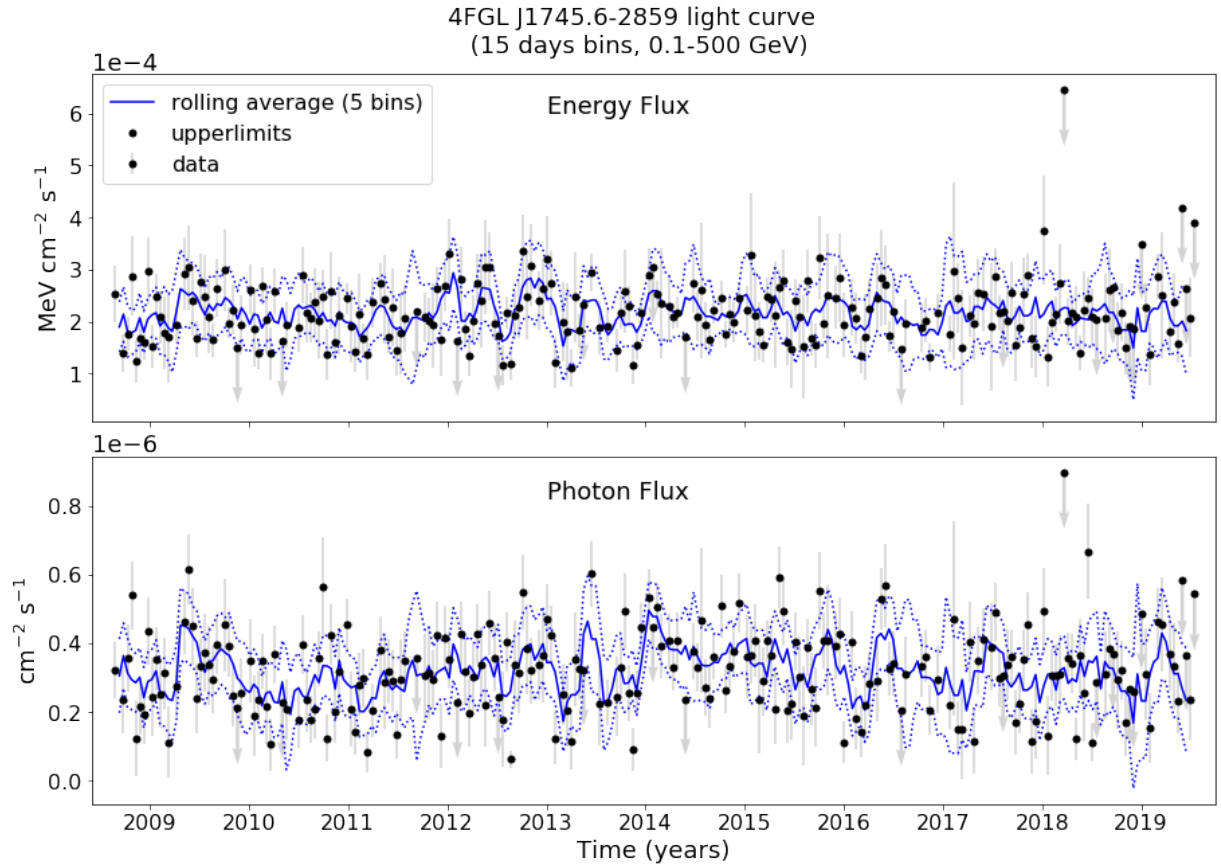 4FGL J1745.6-2859 light curve
(15 days bins, 0.1-500 GeV)
1e−4
rolling average (5 bins)
upperlimits
data
Energy Flux
6
5
4
3
2
1
MeV cm⁻² s⁻¹
1e−6
Photon Flux
0.8
0.6
0.4
0.2
0.0
cm⁻² s⁻¹
2009 2010 2011 2012 2013 2014 2015 2016 2017 2018 2019
Time (years)